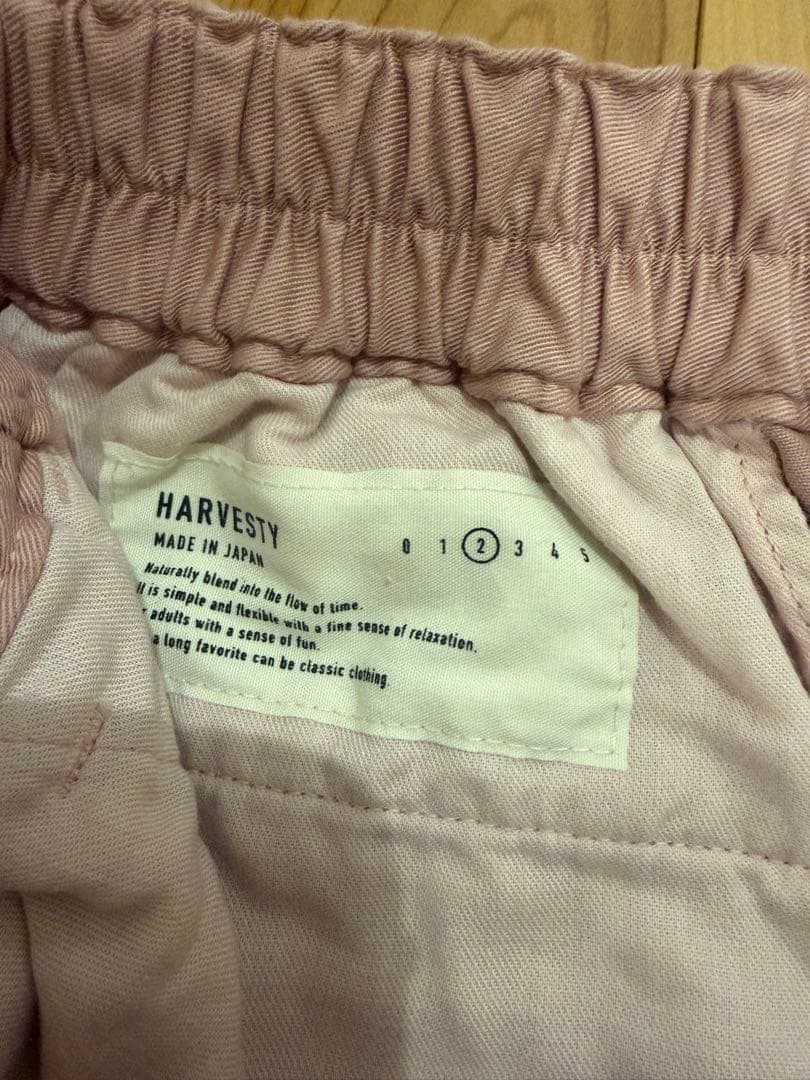 HARVESTY
MADE IN JAPAN
0 1 2 3 4 5
Naturally blend into the flow of time.
It is simple and flexible with a fine sense of relaxation.
adults with a sense of fun.
a long favorite can be classic clothing.